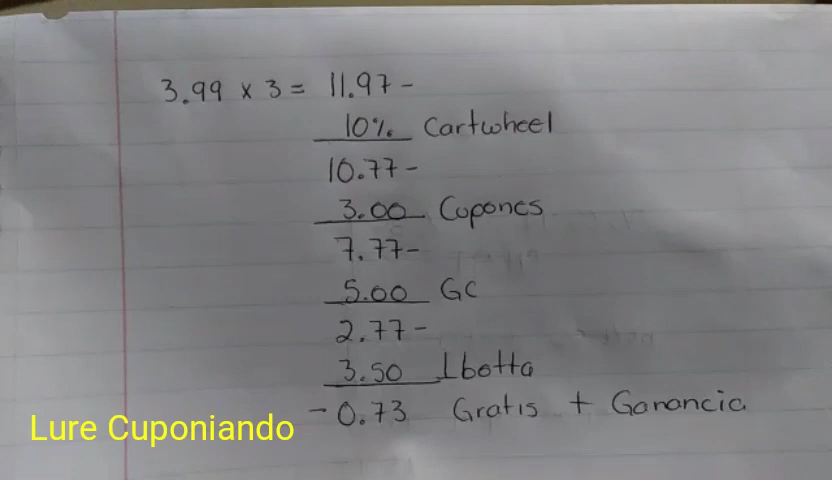 3.99 x 3 = 11.97 -
10% Cartwheel
10.77 -
3.00 Cupones
7.77 -
5.00 GC
2.77 -
3.50 Ibotta
- 0.73 Gratis + Ganancia
Lure Cuponiando